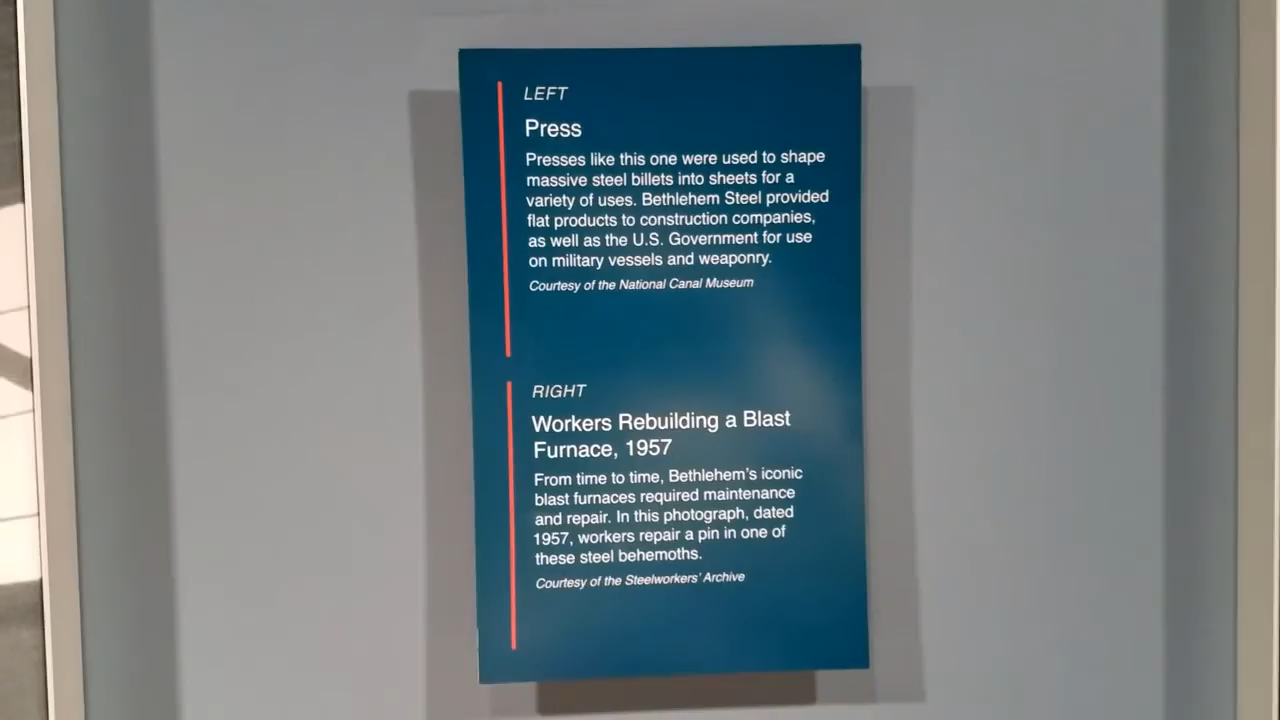 LEFT
Press
Presses like this one were used to shape
massive steel billets into sheets for a
variety of uses. Bethlehem Steel provided
flat products to construction companies,
as well as the U.S. Government for use
on military vessels and weaponry.
Courtesy of the National Canal Museum
RIGHT
Workers Rebuilding a Blast
Furnace, 1957
From time to time, Bethlehem's iconic
blast furnaces required maintenance
and repair. In this photograph, dated
1957, workers repair a pin in one of
these steel behemoths.
Courtesy of the Steelworkers' Archive